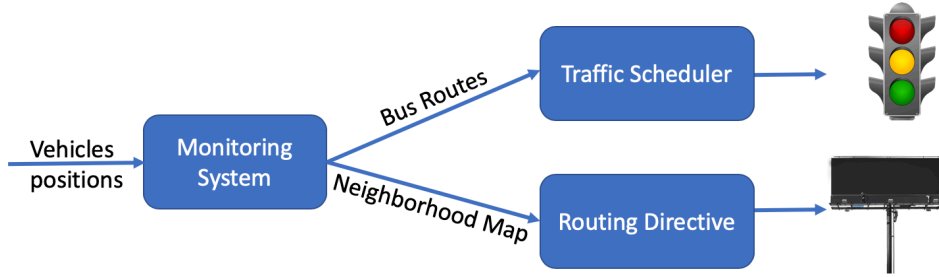 Vehicles
positions
Monitoring
System
Bus Routes
Neighborhood Map
Traffic Scheduler
Routing Directive